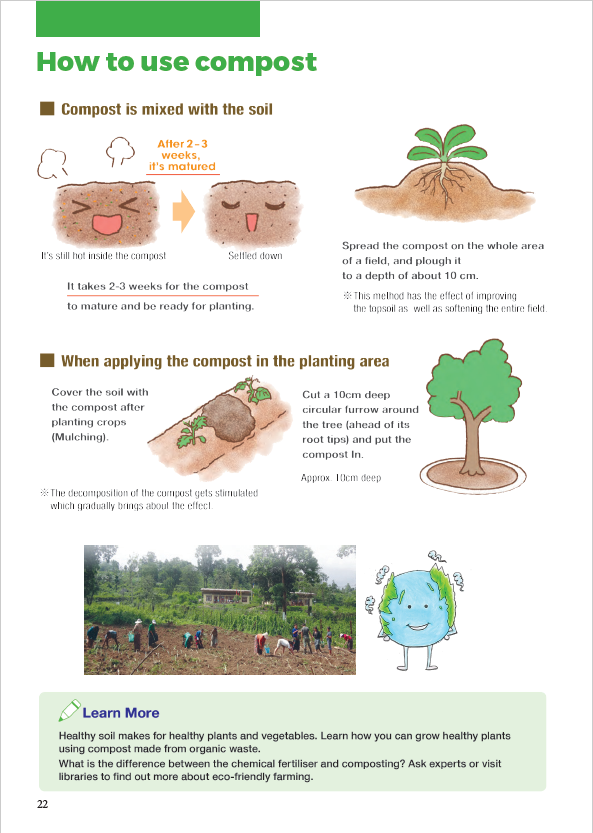 How to use compost
Compost is mixed with the soil
After 2-3
weeks,
it's matured
It's still hot inside the compost
Settled down
It takes 2-3 weeks for the compost
to mature and be ready for planting.
Spread the compost on the whole area
of a field, and plough it
to a depth of about 10 cm.
※ This method has the effect of improving
the topsoil as well as softening the entire field.
When applying the compost in the planting area
Cover the soil with
the compost after
planting crops
(Mulching).
※ The decomposition of the compost gets stimulated
which gradually brings about the effect.
Cut a 10cm deep
circular furrow around
the tree (ahead of its
root tips) and put the
compost In.
Approx. 10cm deep
Learn More
Healthy soil makes for healthy plants and vegetables. Learn how you can grow healthy plants
using compost made from organic waste.
What is the difference between the chemical fertiliser and composting? Ask experts or visit
libraries to find out more about eco-friendly farming.
22